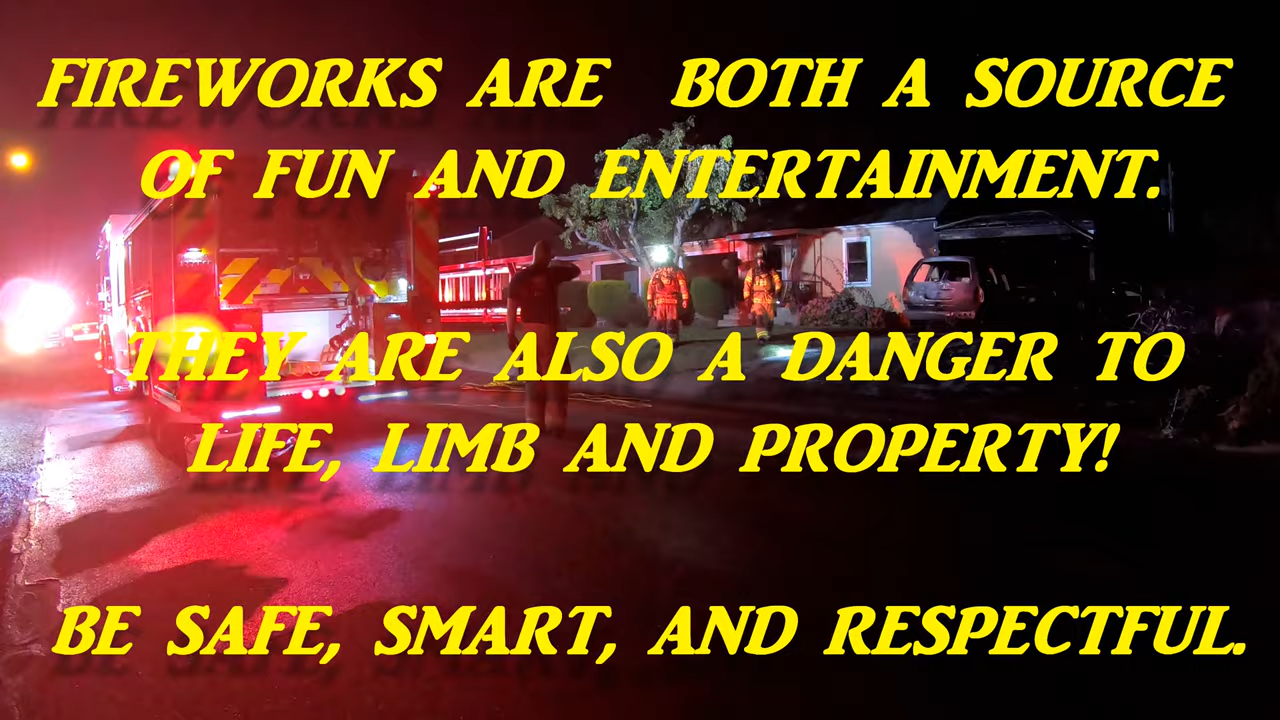 FIREWORKS ARE BOTH A SOURCE
OF FUN AND ENTERTAINMENT.
THEY ARE ALSO A DANGER TO
LIFE, LIMB AND PROPERTY!
BE SAFE, SMART, AND RESPECTFUL.